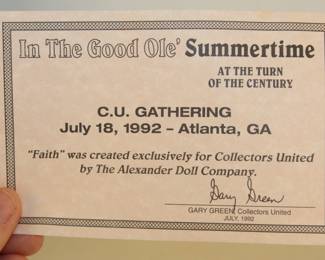 In The Good Ole' Summertime
AT THE TURN
OF THE CENTURY
C.U. GATHERING
July 18, 1992 – Atlanta, GA
"Faith" was created exclusively for Collectors United
by The Alexander Doll Company.
Gary Green
GARY GREEN, Collectors United
JULY, 1992